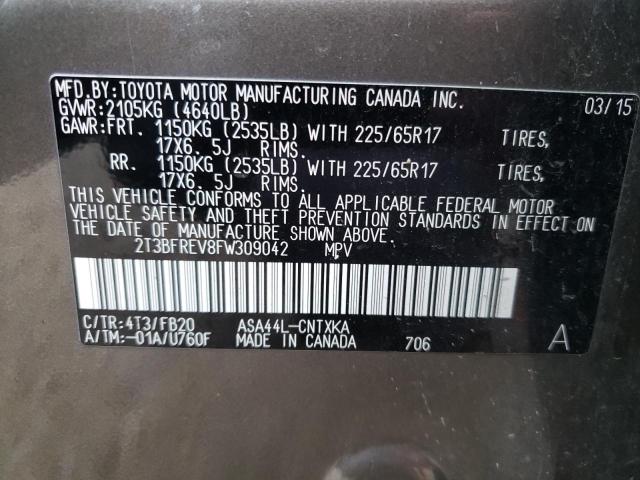 MFD.BY:TOYOTA MOTOR MANUFACTURING CANADA INC. 03/15
GVWR:2105KG (4640LB)
GAWR:FRT. 1150KG (2535LB) WITH 225/65R17 TIRES,
17X6.5J RIMS.
RR. 1150KG (2535LB) WITH 225/65R17 TIRES,
17X6.5J RIMS.
THIS VEHICLE CONFORMS TO ALL APPLICABLE FEDERAL MOTOR
VEHICLE SAFETY AND THEFT PREVENTION STANDARDS IN EFFECT ON
THE DATE OF MANUFACTURE SHOWN ABOVE.
2T3BFREV8FW309042 MPV
C/TR:4T3/FB20 ASA44L-CNTXKA
A/TM:-01A/U760F MADE IN CANADA 706 A